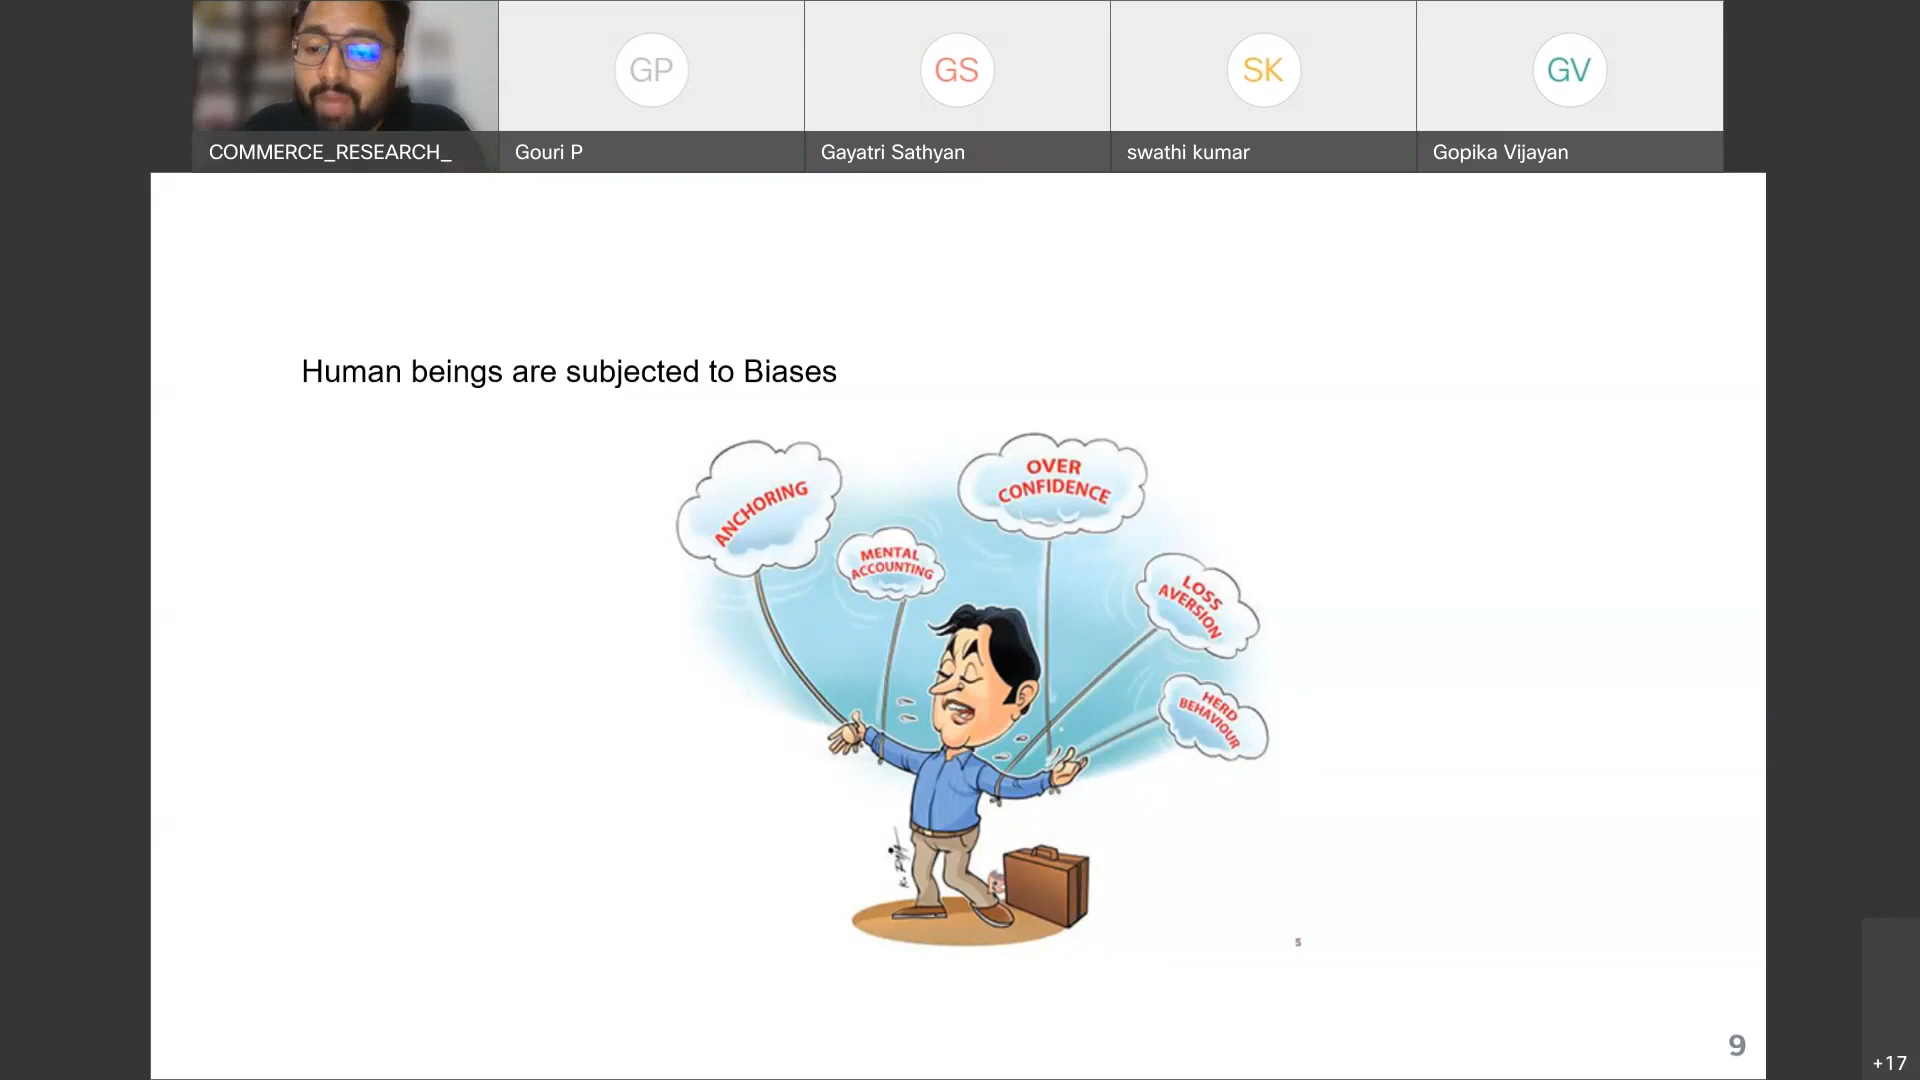 GP
GS
SK
GV
COMMERCE_RESEARCH_
Gouri P
Gayatri Sathyan
swathi kumar
Gopika Vijayan
Human beings are subjected to Biases
ANCHORING
MENTAL
ACCOUNTING
OVER
CONFIDENCE
LOSS
AVERSION
HERD
BEHAVIOUR
5
9
+17